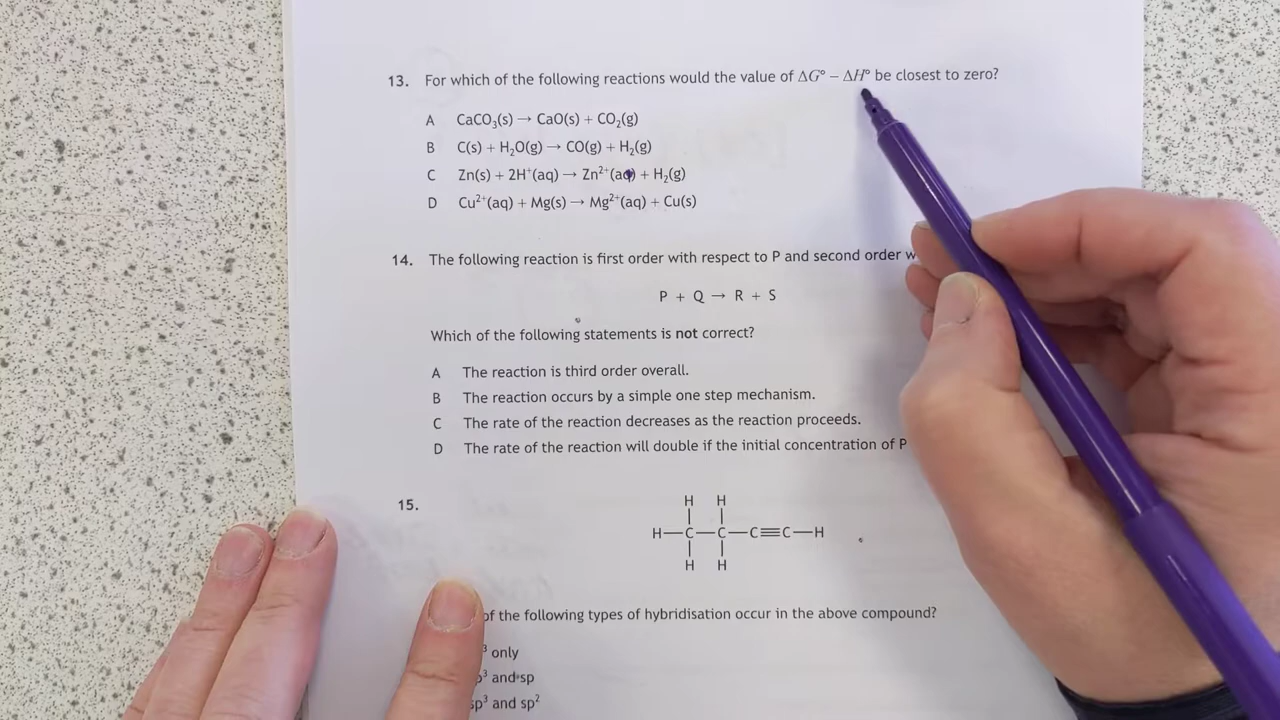 13. For which of the following reactions would the value of ΔG° – ΔH° be closest to zero?
A CaCO₃(s) → CaO(s) + CO₂(g)
B C(s) + H₂O(g) → CO(g) + H₂(g)
C Zn(s) + 2H⁺(aq) → Zn²⁺(aq) + H₂(g)
D Cu²⁺(aq) + Mg(s) → Mg²⁺(aq) + Cu(s)
14. The following reaction is first order with respect to P and second order
P + Q → R + S
Which of the following statements is not correct?
A The reaction is third order overall.
B The reaction occurs by a simple one step mechanism.
C The rate of the reaction decreases as the reaction proceeds.
D The rate of the reaction will double if the initial concentration of P
15.
H H
H—C—C—C≡C—H
H H
of the following types of hybridisation occur in the above compound?
only
and sp
sp³ and sp²